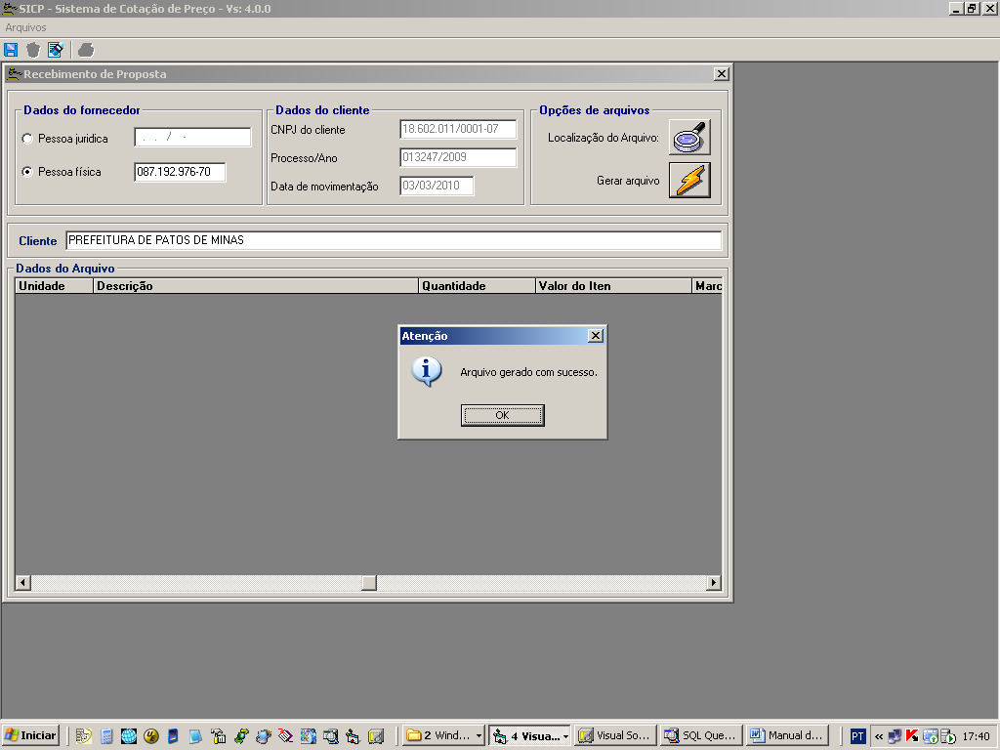 SICP - Sistema de Cotação de Preço - Vs: 4.0.0
Arquivos
Recebimento de Proposta
Dados do fornecedor
Pessoa juridica
. . / -
Pessoa física
087.192.976-70
Dados do cliente
CNPJ do cliente
18.602.011/0001-07
Processo/Ano
013247/2009
Data de movimentação
03/03/2010
Opções de arquivos
Localização do Arquivo:
Gerar arquivo
Cliente
PREFEITURA DE PATOS DE MINAS
Dados do Arquivo
Unidade Descrição Quantidade Valor do Iten Marc
Atenção
Arquivo gerado com sucesso.
OK
Iniciar 2 Wind... 4 Visua... Visual So... SQL Que... Manual d... PT « 17:40